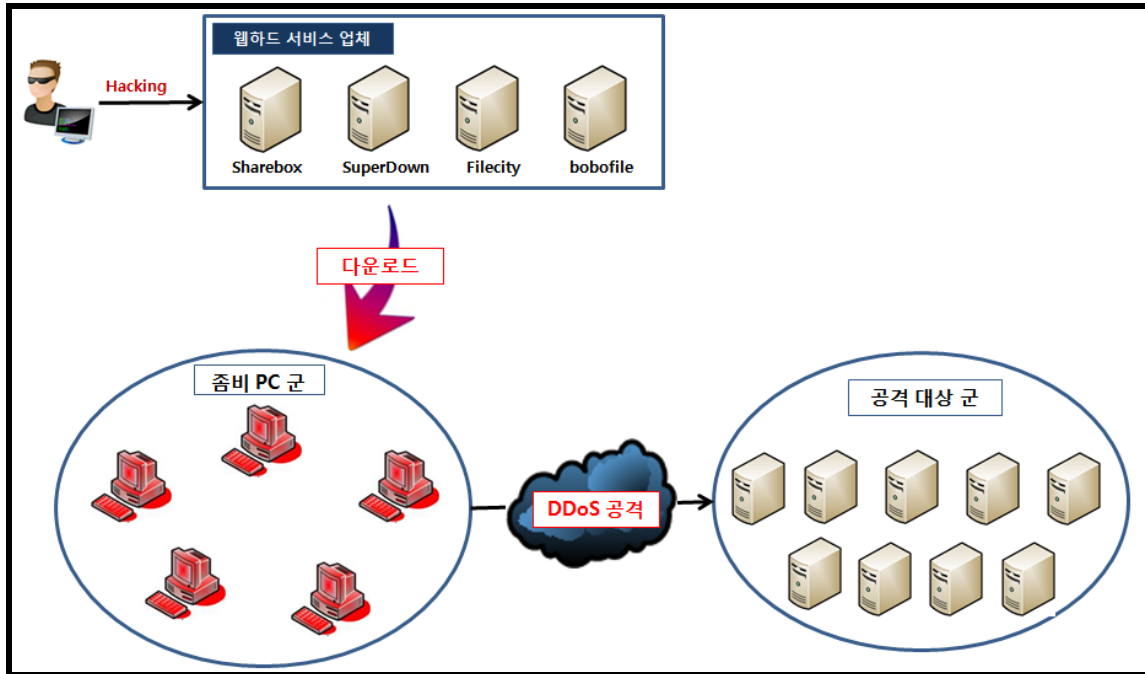 웹하드 서비스 업체
Hacking
Sharebox
SuperDown
Filecity
bobofile
다운로드
좀비 PC 군
공격 대상 군
DDoS 공격